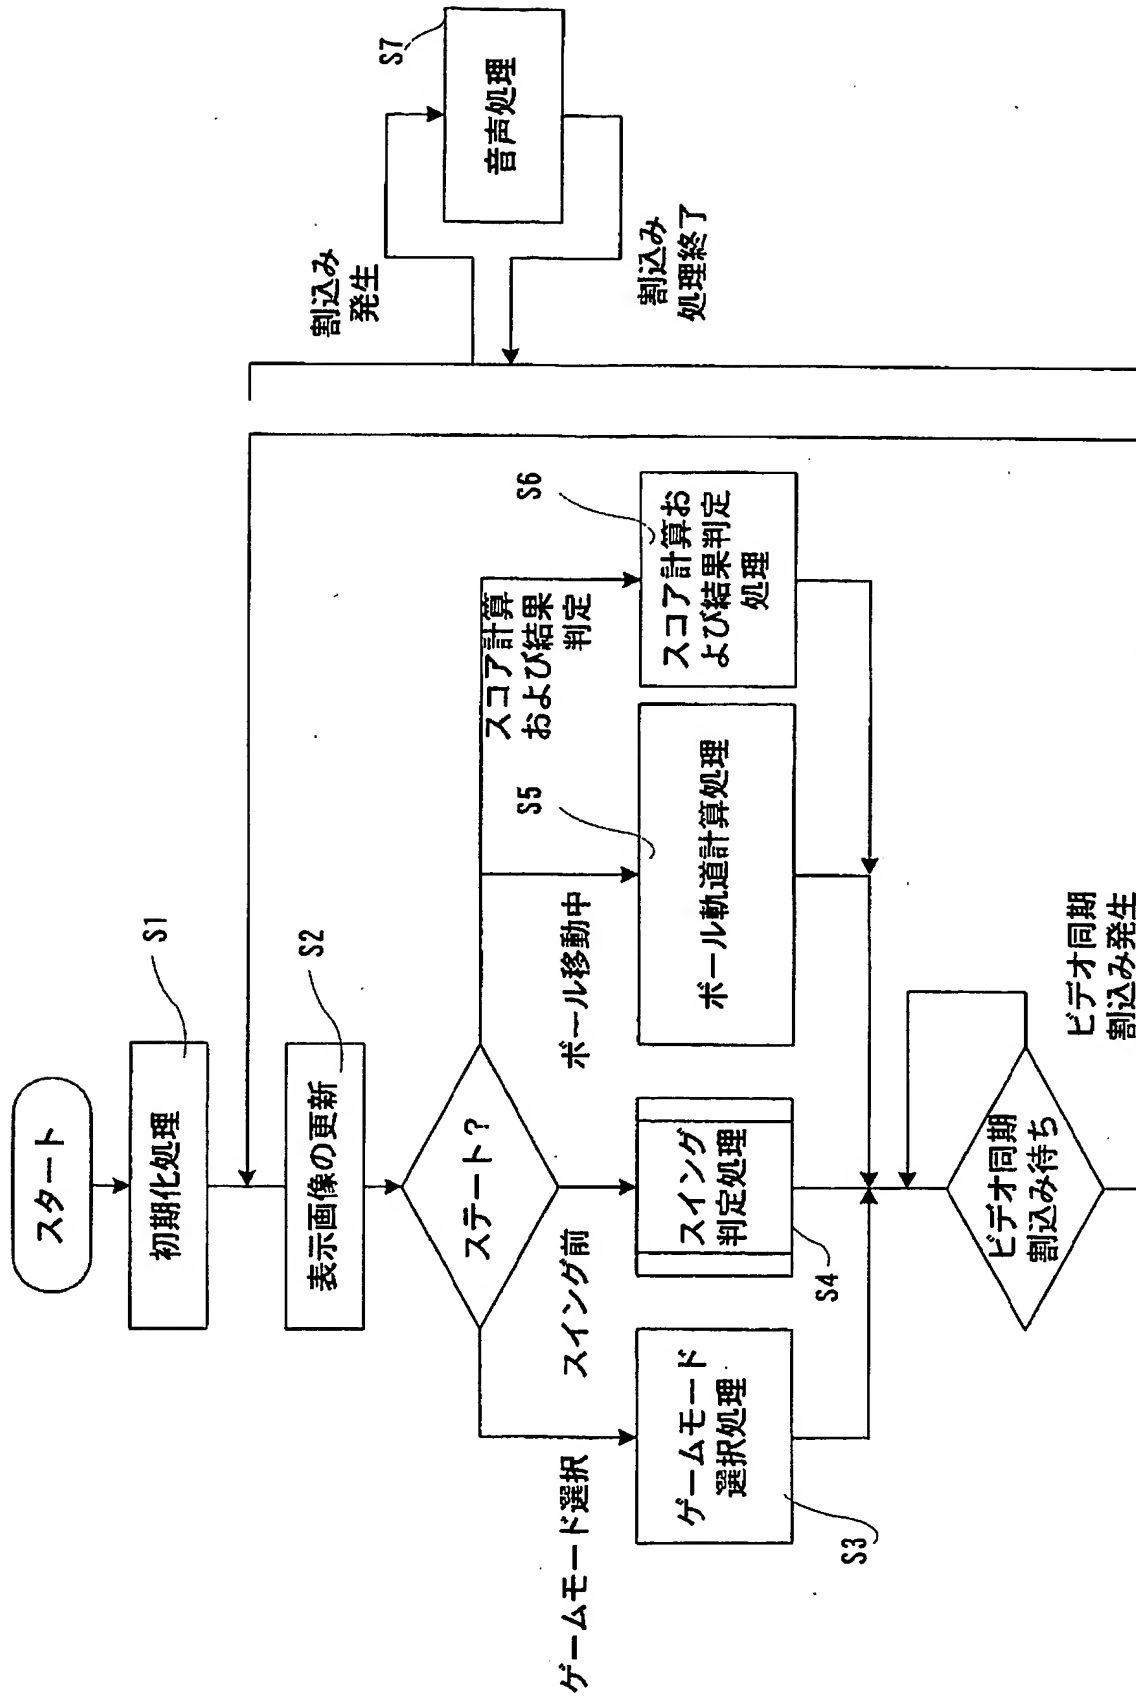 スタート
S1
初期化処理
S2
表示画像の更新
ステート?
ゲームモード選択
スイング前
ボール移動中
スコア計算
および結果
判定
S3
ゲームモード
選択処理
S4
スイング
判定処理
S5
ボール軌道計算処理
S6
スコア計算お
よび結果判定
処理
ビデオ同期
割込み待ち
ビデオ同期
割込み発生
割込み
発生
S7
音声処理
割込み
処理終了